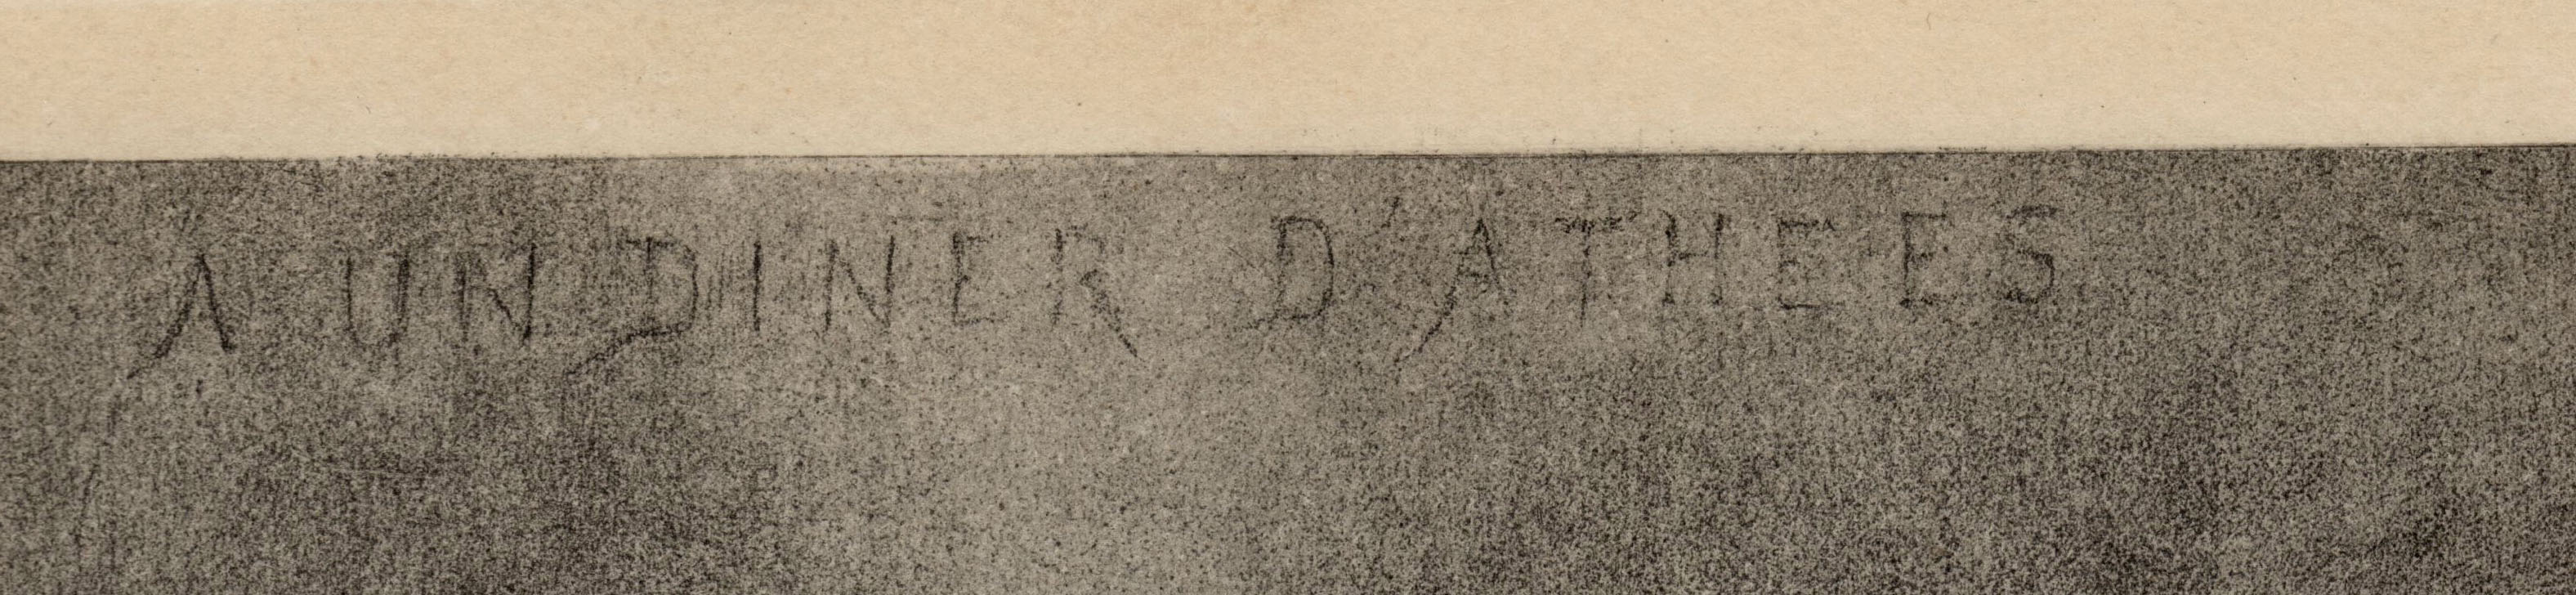 A UN DINER D'ATHEES